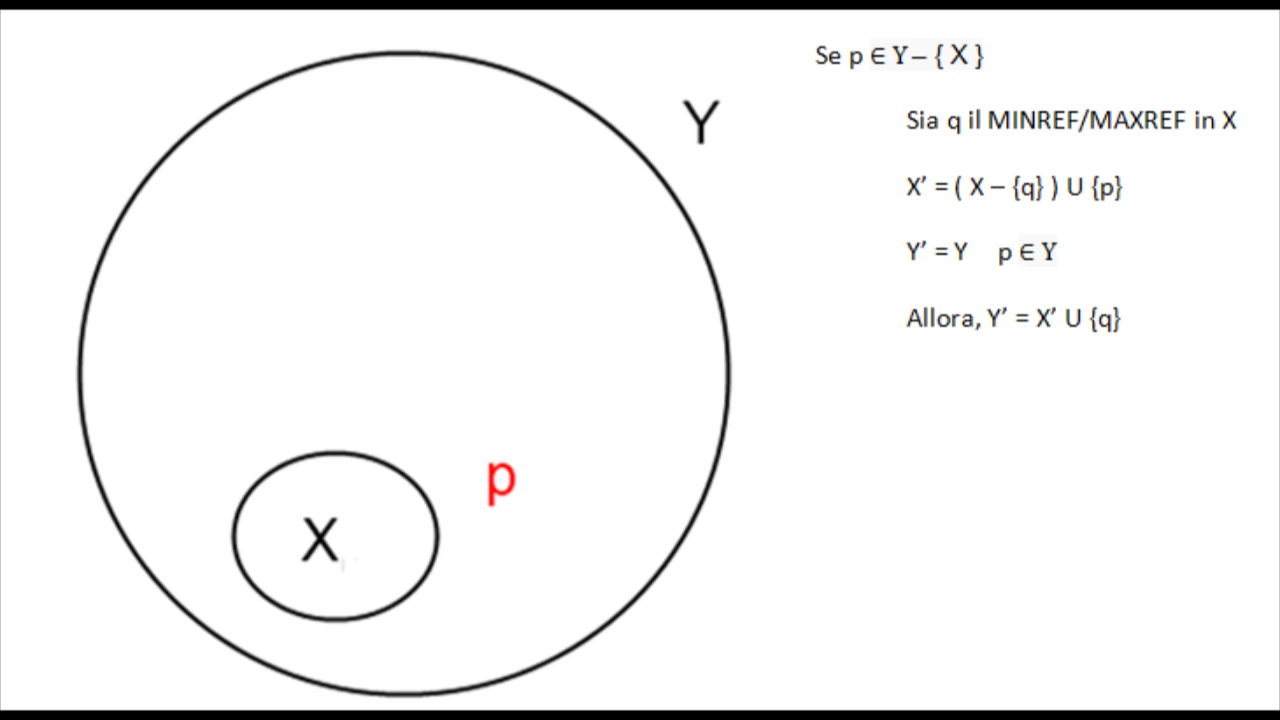 Se p ∈ Y – { X }
Y
Sia q il MINREF/MAXREF in X
X’ = ( X – {q} ) U {p}
Y’ = Y p ∈ Y
Allora, Y’ = X’ U {q}
p
X